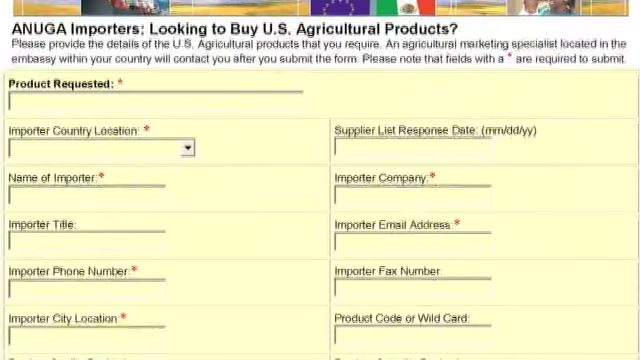 ANUGA Importers: Looking to Buy U.S. Agricultural Products?
Please provide the details of the U.S. Agricultural products that you require. An agricultural marketing specialist located in the
embassy within your country will contact you after you submit the form. Please note that fields with a * are required to submit.
Product Requested: *
Importer Country Location: *
Supplier List Response Date: (mm/dd/yy)
Name of Importer:*
Importer Company:*
Importer Title:
Importer Email Address:*
Importer Phone Number:*
Importer Fax Number:
Importer City Location *
Product Code or Wild Card: